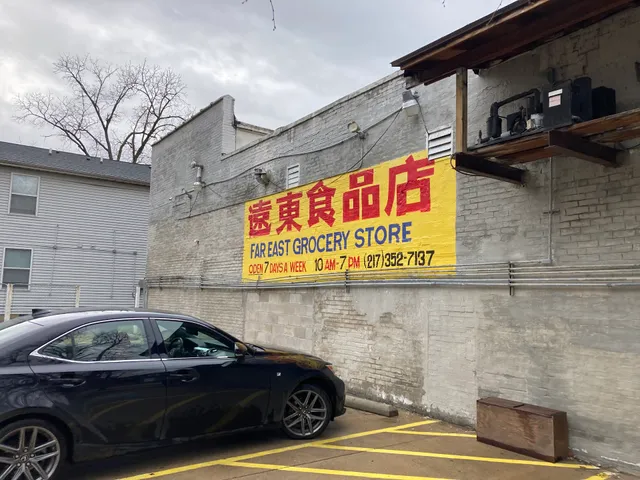 遠東食品店
FAR EAST GROCERY STORE
OPEN 7 DAYS A WEEK 10 AM-7 PM (217)352-7137